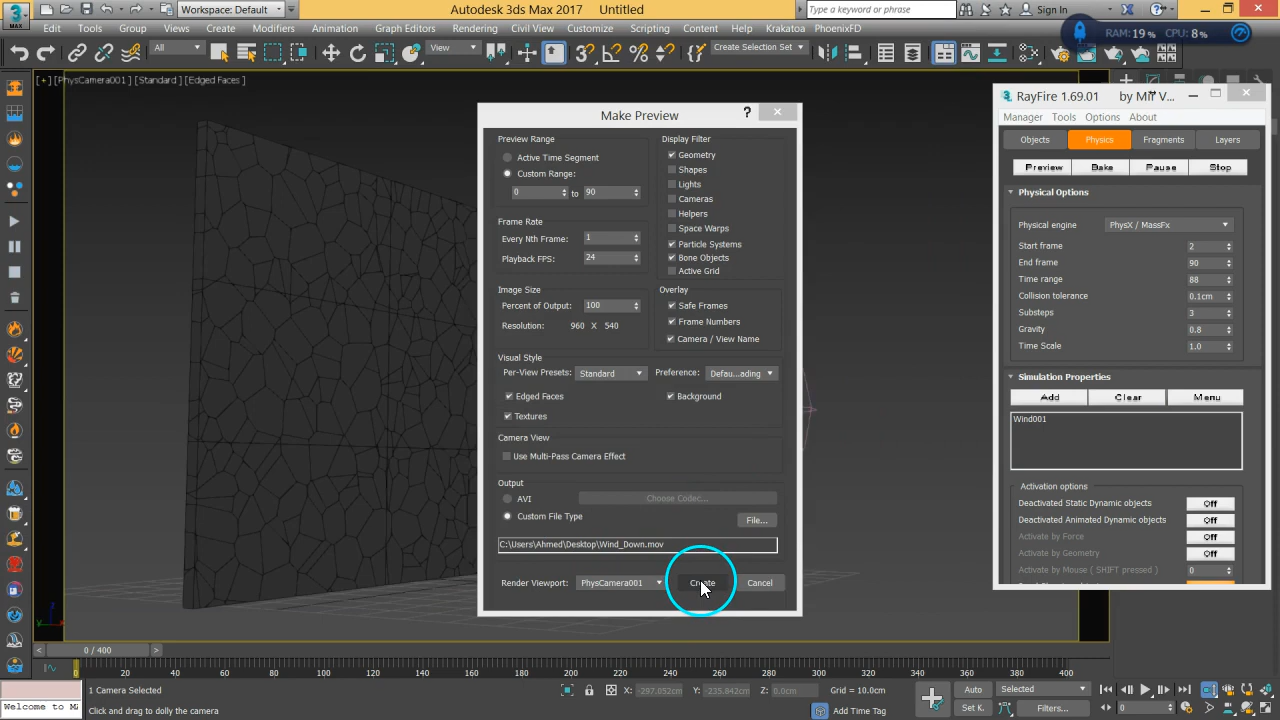 Workspace: Default
Autodesk 3ds Max 2017
Untitled
Type a keyword or phrase
Sign In
MAX
Edit
Tools
Group
Views
Create
Modifiers
Animation
Graph Editors
Rendering
Civil View
Customize
Scripting
Content
Help
Krakatoa
PhoenixFD
RAM: 19 %
CPU: 8 %
All
View
Create Selection Set
[+] [PhysCamera001 ] [Standard ] [Edged Faces ]
Make Preview
?
Preview Range
Active Time Segment
Custom Range:
0
to
90
Frame Rate
Every Nth Frame:
1
Playback FPS:
24
Image Size
Percent of Output:
100
Resolution:
960 X 540
Display Filter
Geometry
Shapes
Lights
Cameras
Helpers
Space Warps
Particle Systems
Bone Objects
Active Grid
Overlay
Safe Frames
Frame Numbers
Camera / View Name
Visual Style
Per-View Presets:
Standard
Preference:
Defau...ading
Edged Faces
Background
Textures
Camera View
Use Multi-Pass Camera Effect
Output
AVI
Choose Codec...
Custom File Type
File...
C:\Users\Ahmed\Desktop\Wind_Down.mov
Render Viewport:
PhysCamera001
Create
Cancel
RayFire 1.69.01
by Mir V...
Manager
Tools
Options
About
Objects
Physics
Fragments
Layers
Preview
Bake
Pause
Stop
Physical Options
Physical engine
PhysX / MassFx
Start frame
2
End frame
90
Time range
88
Collision tolerance
0.1cm
Substeps
3
Gravity
0.8
Time Scale
1.0
Simulation Properties
Add
Clear
Menu
Wind001
Activation options
Deactivated Static Dynamic objects
Off
Deactivated Animated Dynamic objects
Off
Activate by Force
Off
Activate by Geometry
Off
Activate by Mouse ( SHIFT pressed )
0
0 / 400
0
20
40
60
80
100
120
140
160
180
200
220
240
260
280
300
320
340
360
380
400
1 Camera Selected
X:
-297.052cm
Y:
-235.842cm
Z:
0.0cm
Grid = 10.0cm
Auto
Selected
Welcome to M
Click and drag to dolly the camera
Add Time Tag
Set K.
Filters...
0